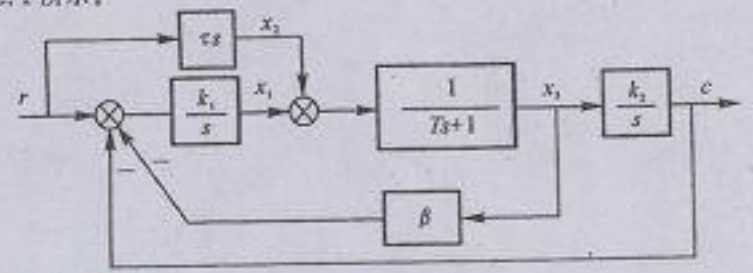 τs
x₂
r
k₁
s
x₁
1
Ts+1
x₃
k₂
s
c
−
−
β